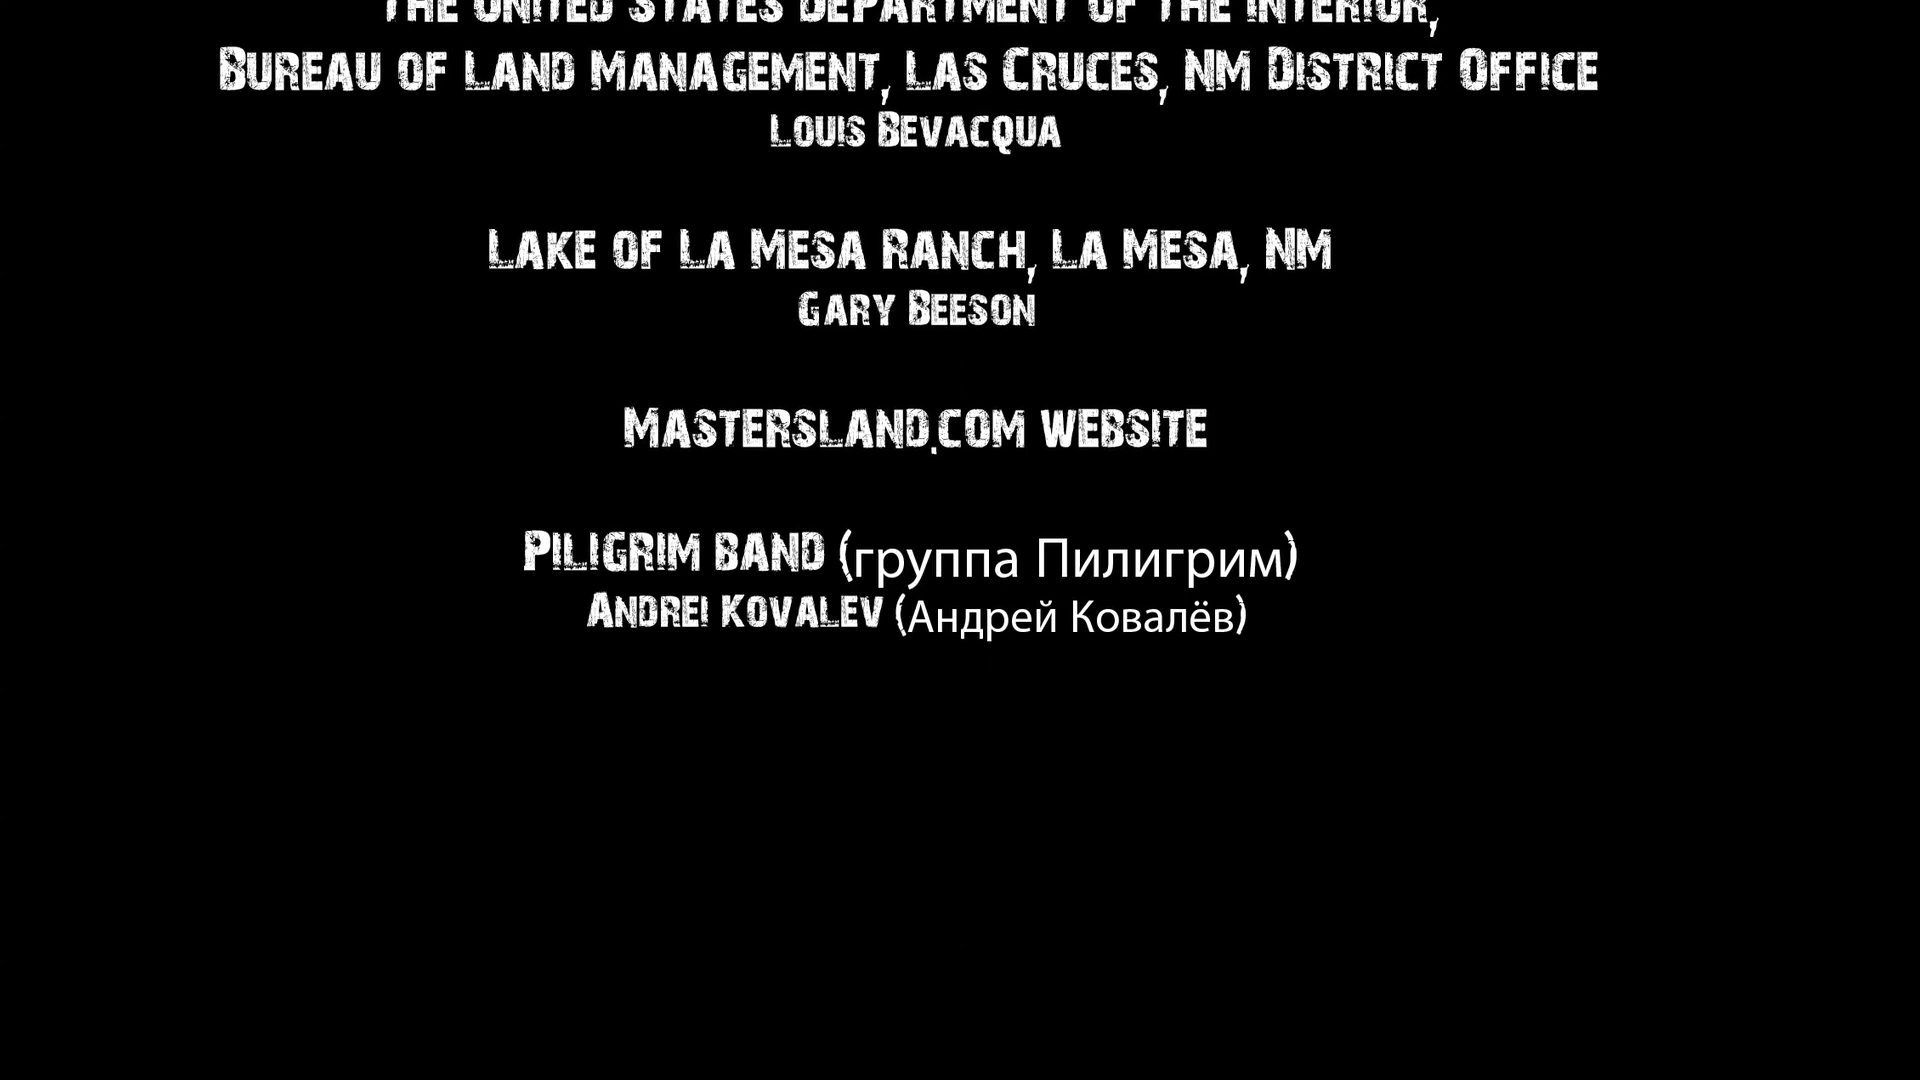 The United States Department of the Interior,
Bureau of Land Management, Las Cruces, NM District Office
Louis Bevacqua
Lake of La Mesa Ranch, La Mesa, NM
Gary Beeson
Mastersland.com website
Piligrim band (группа Пилигрим)
Andrei Kovalev (Андрей Ковалёв)